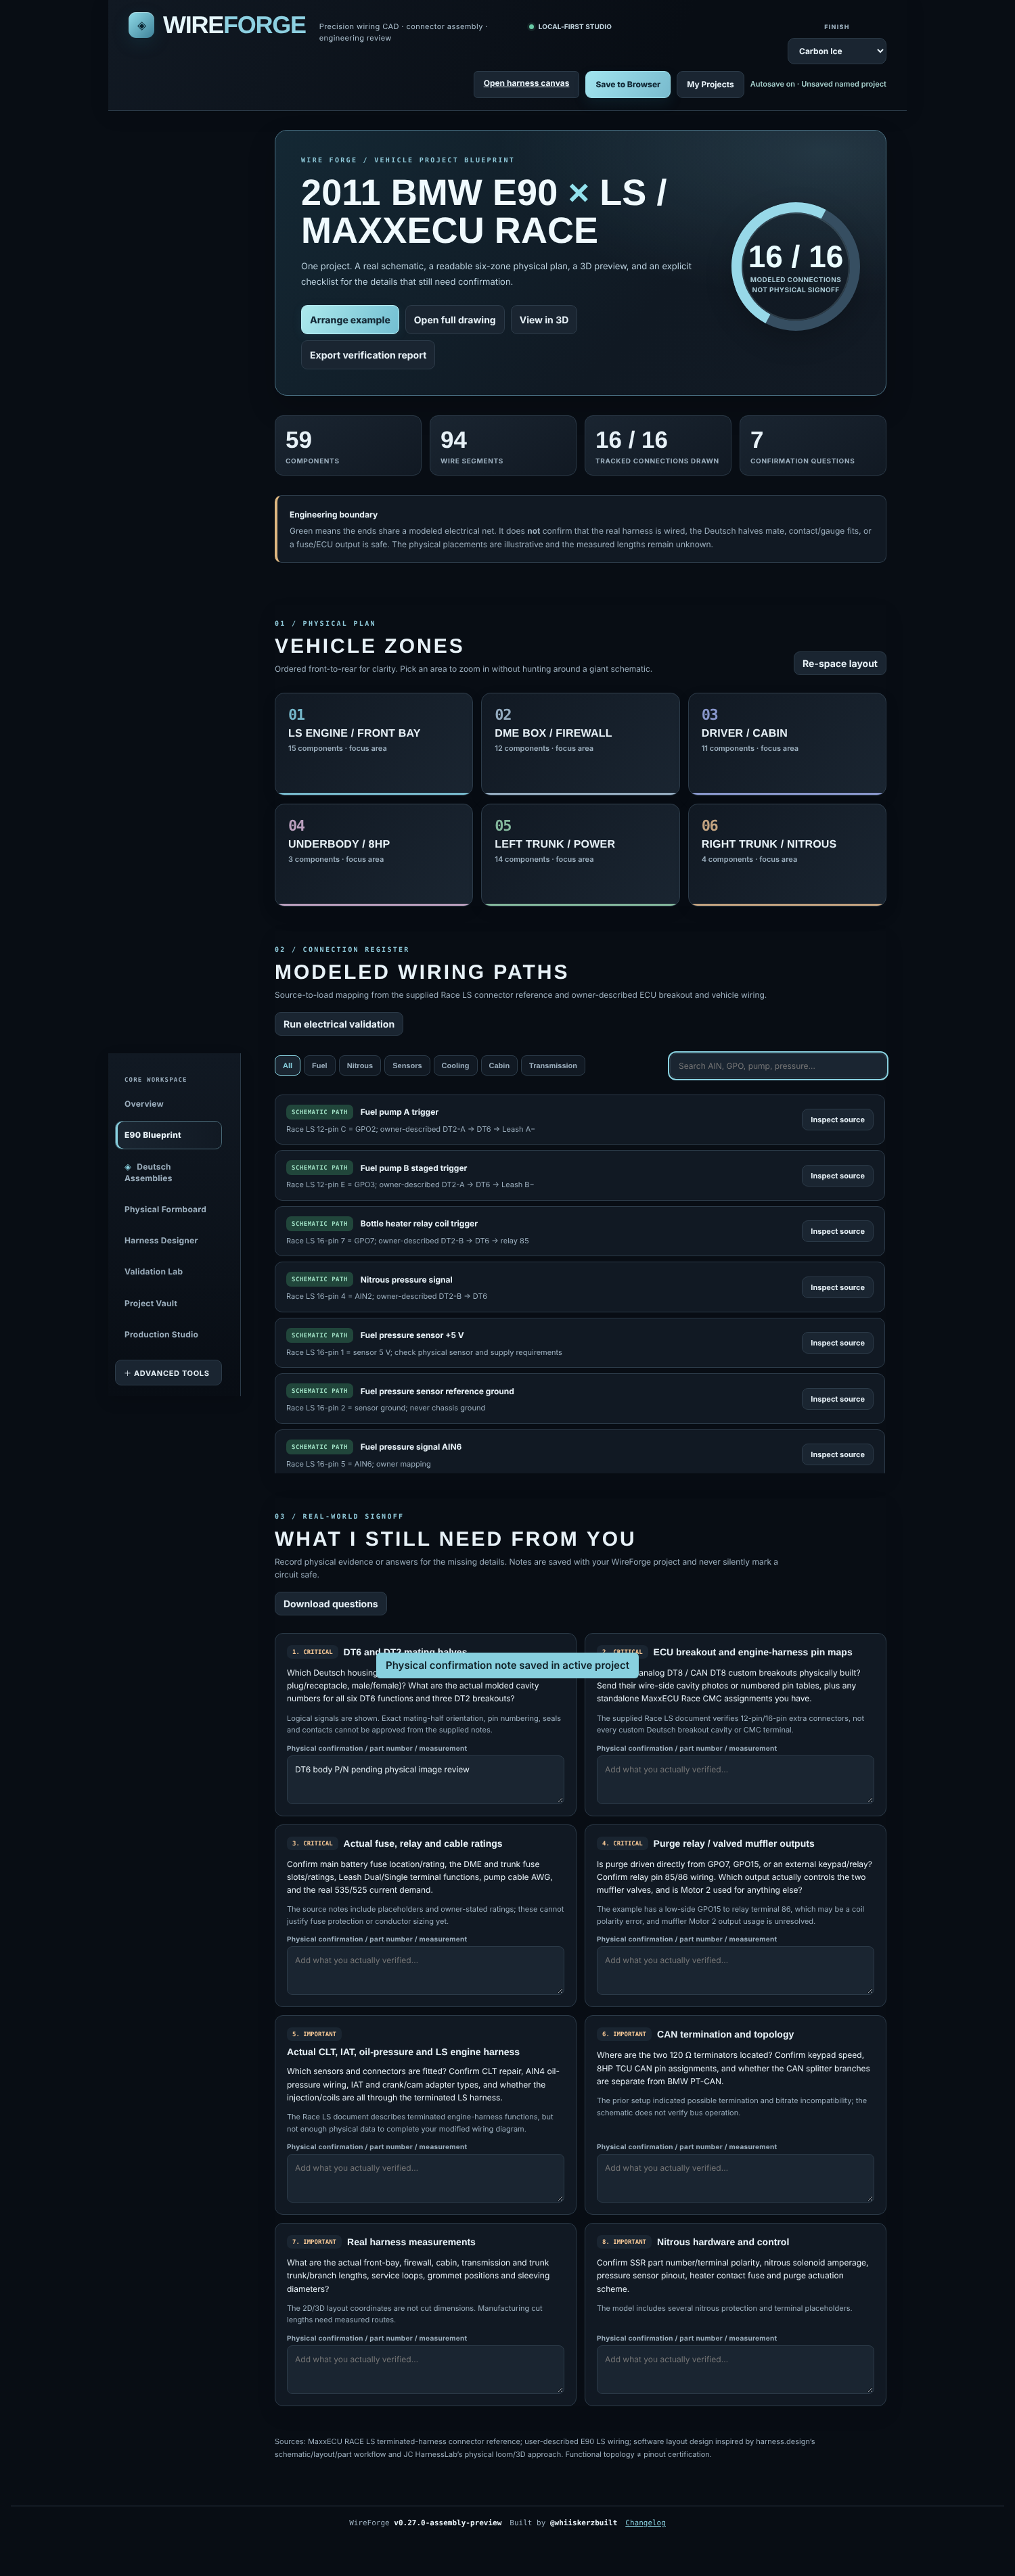 WIREFORGE
Precision wiring CAD · connector assembly ·
engineering review
LOCAL-FIRST STUDIO
FINISH
Carbon Ice
Open harness canvas
Save to Browser
My Projects
Autosave on · Unsaved named project
WIRE FORGE / VEHICLE PROJECT BLUEPRINT
2011 BMW E90 × LS /
MAXXECU RACE
One project. A real schematic, a readable six-zone physical plan, a 3D preview, and an explicit
checklist for the details that still need confirmation.
16 / 16
MODELED CONNECTIONS
NOT PHYSICAL SIGNOFF
Arrange example
Open full drawing
View in 3D
Export verification report
59
COMPONENTS
94
WIRE SEGMENTS
16 / 16
TRACKED CONNECTIONS DRAWN
7
CONFIRMATION QUESTIONS
Engineering boundary
Green means the ends share a modeled electrical net. It does not confirm that the real harness is wired, the Deutsch halves mate, contact/gauge fits, or
a fuse/ECU output is safe. The physical placements are illustrative and the measured lengths remain unknown.
01 / PHYSICAL PLAN
VEHICLE ZONES
Ordered front-to-rear for clarity. Pick an area to zoom in without hunting around a giant schematic.
Re-space layout
01
LS ENGINE / FRONT BAY
15 components · focus area
02
DME BOX / FIREWALL
12 components · focus area
03
DRIVER / CABIN
11 components · focus area
04
UNDERBODY / 8HP
3 components · focus area
05
LEFT TRUNK / POWER
14 components · focus area
06
RIGHT TRUNK / NITROUS
4 components · focus area
02 / CONNECTION REGISTER
MODELED WIRING PATHS
Source-to-load mapping from the supplied Race LS connector reference and owner-described ECU breakout and vehicle wiring.
Run electrical validation
All
Fuel
Nitrous
Sensors
Cooling
Cabin
Transmission
Search AIN, GPO, pump, pressure...
CORE WORKSPACE
Overview
E90 Blueprint
◈ Deutsch
Assemblies
Physical Formboard
Harness Designer
Validation Lab
Project Vault
Production Studio
+ ADVANCED TOOLS
SCHEMATIC PATH Fuel pump A trigger
Race LS 12-pin C = GPO2; owner-described DT2-A → DT6 → Leash A−
Inspect source
SCHEMATIC PATH Fuel pump B staged trigger
Race LS 12-pin E = GPO3; owner-described DT2-A → DT6 → Leash B−
Inspect source
SCHEMATIC PATH Bottle heater relay coil trigger
Race LS 16-pin 7 = GPO7; owner-described DT2-B → DT6 → relay 85
Inspect source
SCHEMATIC PATH Nitrous pressure signal
Race LS 16-pin 4 = AIN2; owner-described DT2-B → DT6
Inspect source
SCHEMATIC PATH Fuel pressure sensor +5 V
Race LS 16-pin 1 = sensor 5 V; check physical sensor and supply requirements
Inspect source
SCHEMATIC PATH Fuel pressure sensor reference ground
Race LS 16-pin 2 = sensor ground; never chassis ground
Inspect source
SCHEMATIC PATH Fuel pressure signal AIN6
Race LS 16-pin 5 = AIN6; owner mapping
Inspect source
03 / REAL-WORLD SIGNOFF
WHAT I STILL NEED FROM YOU
Record physical evidence or answers for the missing details. Notes are saved with your WireForge project and never silently mark a
circuit safe.
Download questions
Physical confirmation note saved in active project
1. CRITICAL DT6 and DT2 mating halves
Which Deutsch housing
plug/receptacle, male/female)? What are the actual molded cavity
numbers for all six DT6 functions and three DT2 breakouts?
Logical signals are shown. Exact mating-half orientation, pin numbering, seals
and contacts cannot be approved from the supplied notes.
Physical confirmation / part number / measurement
DT6 body P/N pending physical image review
2. CRITICAL ECU breakout and engine-harness pin maps
analog DT8 / CAN DT8 custom breakouts physically built?
Send their wire-side cavity photos or numbered pin tables, plus any
standalone MaxxECU Race CMC assignments you have.
The supplied Race LS document verifies 12-pin/16-pin extra connectors, not
every custom Deutsch breakout cavity or CMC terminal.
Physical confirmation / part number / measurement
Add what you actually verified...
3. CRITICAL Actual fuse, relay and cable ratings
Confirm main battery fuse location/rating, the DME and trunk fuse
slots/ratings, Leash Dual/Single terminal functions, pump cable AWG,
and the real 535/525 current demand.
The source notes include placeholders and owner-stated ratings; these cannot
justify fuse protection or conductor sizing yet.
Physical confirmation / part number / measurement
Add what you actually verified...
4. CRITICAL Purge relay / valved muffler outputs
Is purge driven directly from GPO7, GPO15, or an external keypad/relay?
Confirm relay pin 85/86 wiring. Which output actually controls the two
muffler valves, and is Motor 2 used for anything else?
The example has a low-side GPO15 to relay terminal 86, which may be a coil
polarity error, and muffler Motor 2 output usage is unresolved.
Physical confirmation / part number / measurement
Add what you actually verified...
5. IMPORTANT
Actual CLT, IAT, oil-pressure and LS engine harness
Which sensors and connectors are fitted? Confirm CLT repair, AIN4 oil-
pressure wiring, IAT and crank/cam adapter types, and whether the
injection/coils are all through the terminated LS harness.
The Race LS document describes terminated engine-harness functions, but
not enough physical data to complete your modified wiring diagram.
Physical confirmation / part number / measurement
Add what you actually verified...
6. IMPORTANT CAN termination and topology
Where are the two 120 Ω terminators located? Confirm keypad speed,
8HP TCU CAN pin assignments, and whether the CAN splitter branches
are separate from BMW PT-CAN.
The prior setup indicated possible termination and bitrate incompatibility; the
schematic does not verify bus operation.
Physical confirmation / part number / measurement
Add what you actually verified...
7. IMPORTANT Real harness measurements
What are the actual front-bay, firewall, cabin, transmission and trunk
trunk/branch lengths, service loops, grommet positions and sleeving
diameters?
The 2D/3D layout coordinates are not cut dimensions. Manufacturing cut
lengths need measured routes.
Physical confirmation / part number / measurement
Add what you actually verified...
8. IMPORTANT Nitrous hardware and control
Confirm SSR part number/terminal polarity, nitrous solenoid amperage,
pressure sensor pinout, heater contact fuse and purge actuation
scheme.
The model includes several nitrous protection and terminal placeholders.
Physical confirmation / part number / measurement
Add what you actually verified...
Sources: MaxxECU RACE LS terminated-harness connector reference; user-described E90 LS wiring; software layout design inspired by harness.design's
schematic/layout/part workflow and JC HarnessLab's physical loom/3D approach. Functional topology ≠ pinout certification.
WireForge v0.27.0-assembly-preview Built by @whiiskerzbuilt Changelog